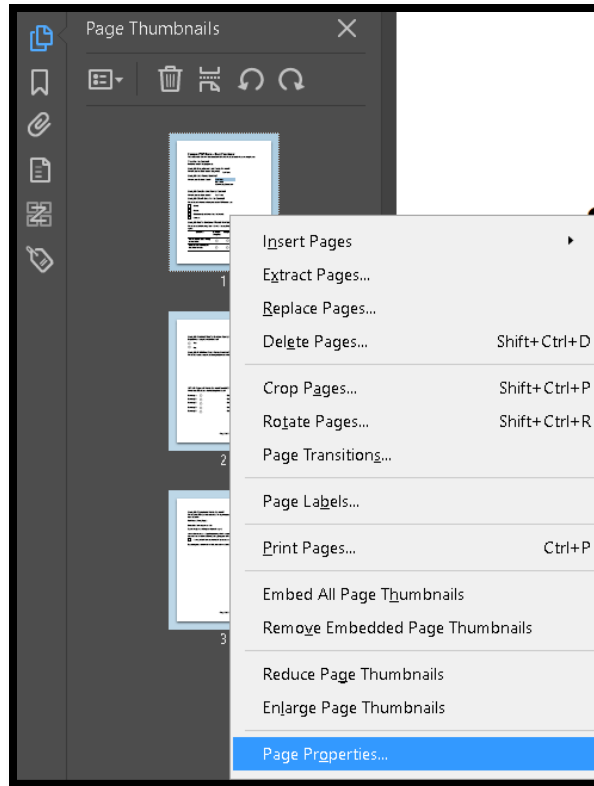 Page Thumbnails
1
2
3
Insert Pages
Extract Pages...
Replace Pages...
Delete Pages... Shift+Ctrl+D
Crop Pages... Shift+Ctrl+P
Rotate Pages... Shift+Ctrl+R
Page Transitions...
Page Labels...
Print Pages... Ctrl+P
Embed All Page Thumbnails
Remove Embedded Page Thumbnails
Reduce Page Thumbnails
Enlarge Page Thumbnails
Page Properties...